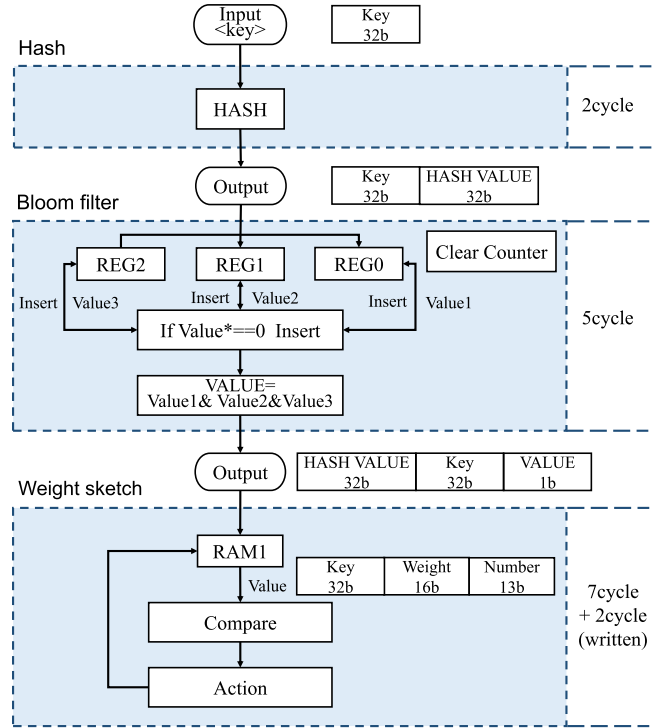 Input
<key>
Key
32b
Hash
HASH
2cycle
Output
Key
32b
HASH VALUE
32b
Bloom filter
REG2
REG1
REG0
Clear Counter
Insert
Value3
Insert
Value2
Insert
Value1
If Value*==0 Insert
5cycle
VALUE=
Value1& Value2&Value3
Output
HASH VALUE
32b
Key
32b
VALUE
1b
Weight sketch
RAM1
Value
Key
32b
Weight
16b
Number
13b
Compare
Action
7cycle
+ 2cycle
(written)